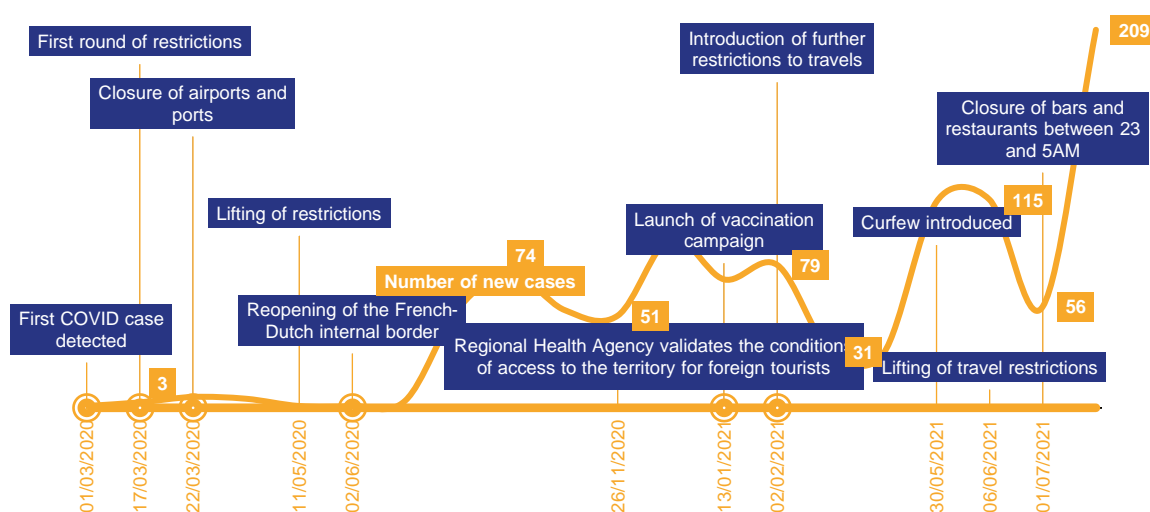 First round of restrictions
Closure of airports and
ports
Introduction of further
restrictions to travels
209
Closure of bars and
restaurants between 23
and 5AM
Lifting of restrictions
Launch of vaccination
campaign
Curfew introduced
115
74
Number of new cases
79
First COVID case
detected
3
Reopening of the French-
Dutch internal border
51
Regional Health Agency validates the conditions
of access to the territory for foreign tourists
31
56
Lifting of travel restrictions
01/03/2020
17/03/2020
22/03/2020
11/05/2020
02/06/2020
26/11/2020
13/01/2021
02/02/2021
30/05/2021
06/06/2021
01/07/2021